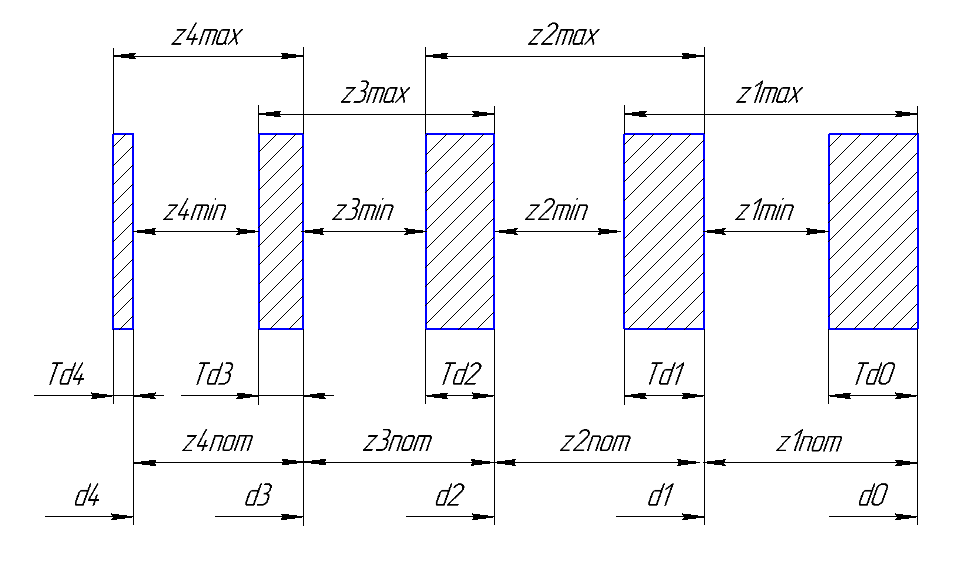 z4max z2max
z3max z1max
z4min z3min z2min z1min
Td4 Td3 Td2 Td1 Td0
z4nom z3nom z2nom z1nom
d4 d3 d2 d1 d0